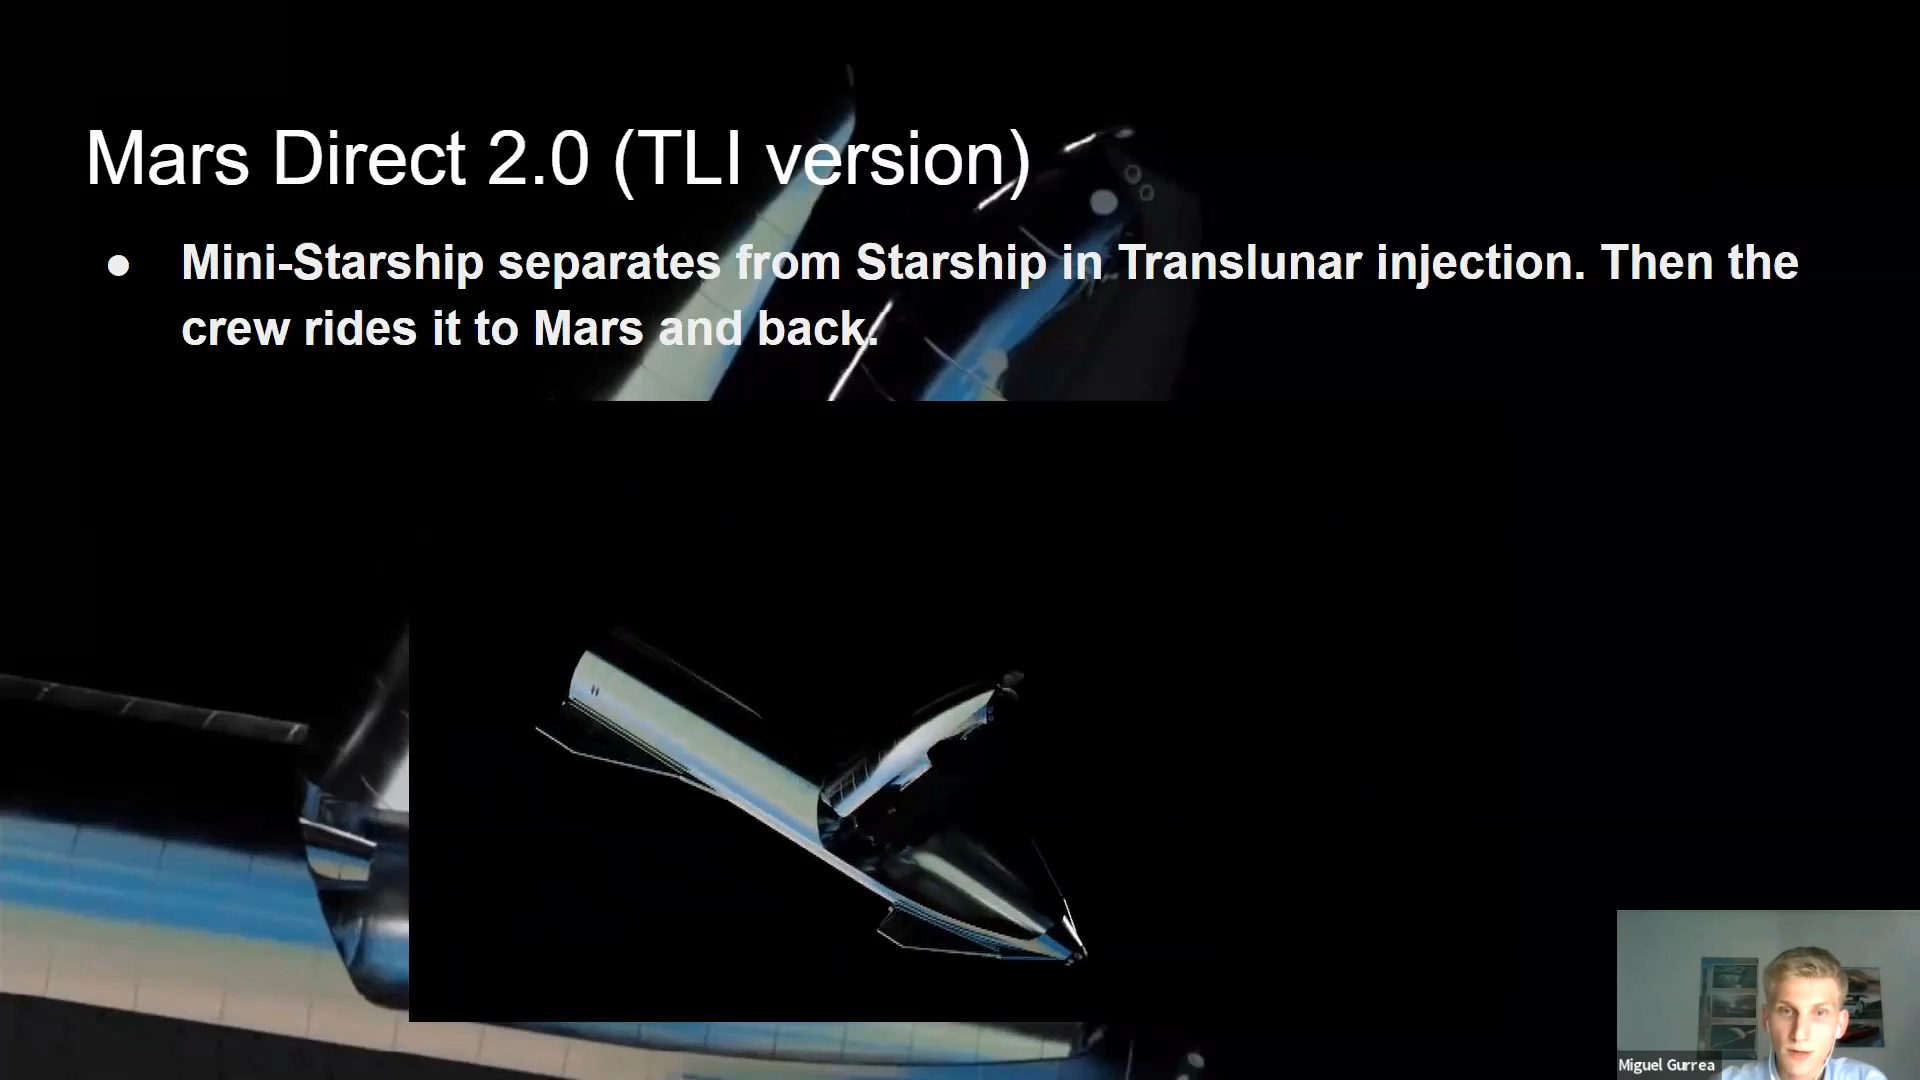 Mars Direct 2.0 (TLI version)
● Mini-Starship separates from Starship in Translunar injection. Then the
crew rides it to Mars and back.
Miguel Gurrea